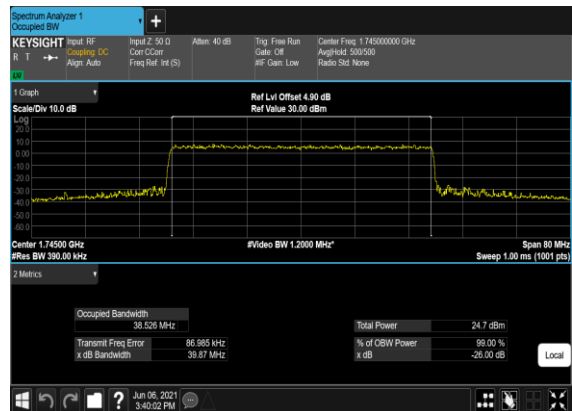 Spectrum Analyzer 1
Occupied BW
+
KEYSIGHT Input: RF Input Z: 50 Ω Atten: 40 dB Trig: Free Run Center Freq: 1.745000000 GHz
R T Coupling: DC Corr CCorr Gate: Off Avg|Hold: 500/500
Align: Auto Freq Ref: Int (S) #IF Gain: Low Radio Std: None
1 Graph
Ref Lvl Offset 4.90 dB
Scale/Div 10.0 dB Ref Value 30.00 dBm
Log
20.0
10.0
0.00
-10.0
-20.0
-30.0
-40.0
-50.0
-60.0
Center 1.74500 GHz #Video BW 1.2000 MHz* Span 80 MHz
#Res BW 390.00 kHz Sweep 1.00 ms (1001 pts)
2 Metrics
Occupied Bandwidth
38.526 MHz Total Power 24.7 dBm
Transmit Freq Error 86.985 kHz % of OBW Power 99.00 %
x dB Bandwidth 39.87 MHz x dB -26.00 dB
Local
? Jun 06, 2021
3:40:02 PM